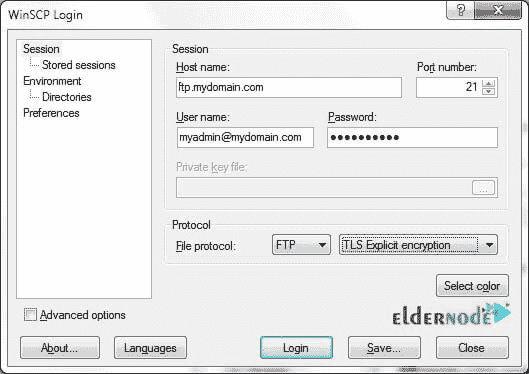 WinSCP Login
Session
Stored sessions
Environment
Directories
Preferences
Session
Host name:
Port number:
ftp.mydomain.com
21
User name:
Password:
myadmin@mydomain.com
●●●●●●●●●●
Private key file:
...
Protocol
File protocol:
FTP
TLS Explicit encryption
Select color
ELDERNODE
Advanced options
About...
Languages
Login
Save...
Close